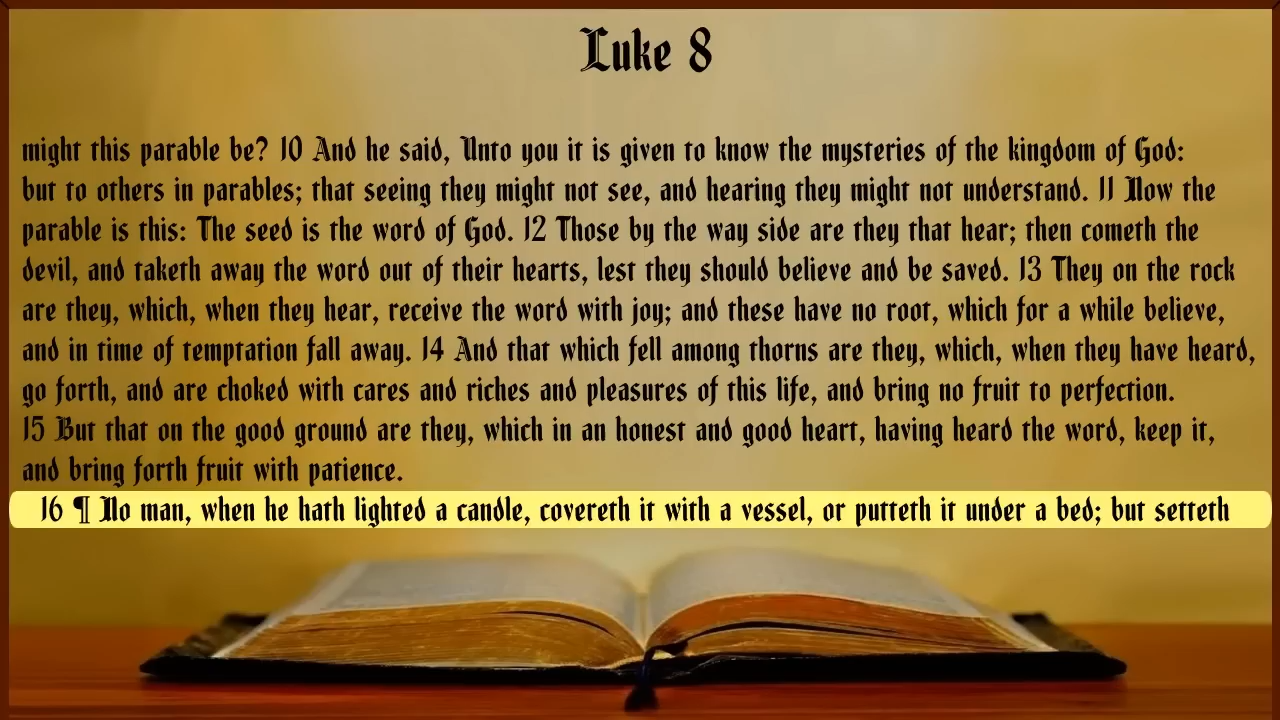 Luke 8
might this parable be? 10 And he said, Unto you it is given to know the mysteries of the kingdom of God:
but to others in parables; that seeing they might not see, and hearing they might not understand. 11 Now the
parable is this: The seed is the word of God. 12 Those by the way side are they that hear; then cometh the
devil, and taketh away the word out of their hearts, lest they should believe and be saved. 13 They on the rock
are they, which, when they hear, receive the word with joy; and these have no root, which for a while believe,
and in time of temptation fall away. 14 And that which fell among thorns are they, which, when they have heard,
go forth, and are choked with cares and riches and pleasures of this life, and bring no fruit to perfection.
15 But that on the good ground are they, which in an honest and good heart, having heard the word, keep it,
and bring forth fruit with patience.
16 ¶ No man, when he hath lighted a candle, covereth it with a vessel, or putteth it under a bed; but setteth